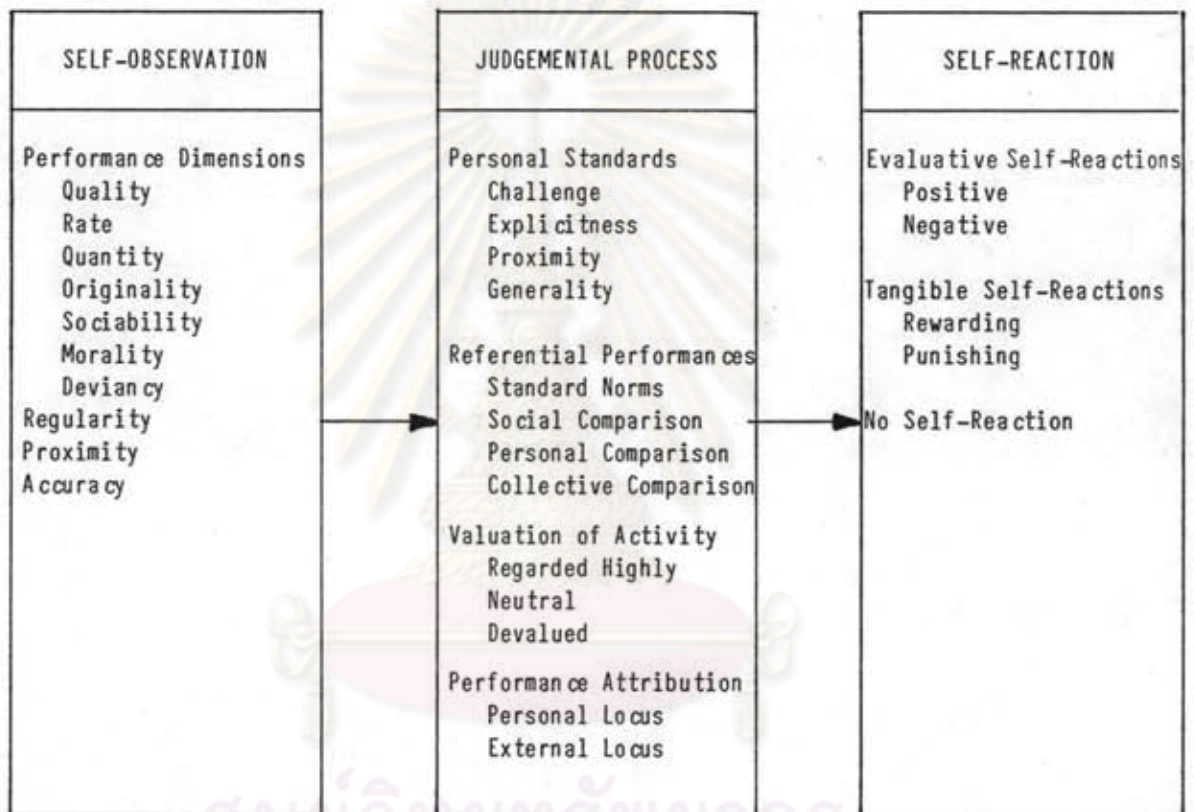 SELF-OBSERVATION
Performance Dimensions
Quality
Rate
Quantity
Originality
Sociability
Morality
Deviancy
Regularity
Proximity
Accuracy
JUDGEMENTAL PROCESS
Personal Standards
Challenge
Explicitness
Proximity
Generality
Referential Performances
Standard Norms
Social Comparison
Personal Comparison
Collective Comparison
Valuation of Activity
Regarded Highly
Neutral
Devalued
Performance Attribution
Personal Locus
External Locus
SELF-REACTION
Evaluative Self-Reactions
Positive
Negative
Tangible Self-Reactions
Rewarding
Punishing
No Self-Reaction